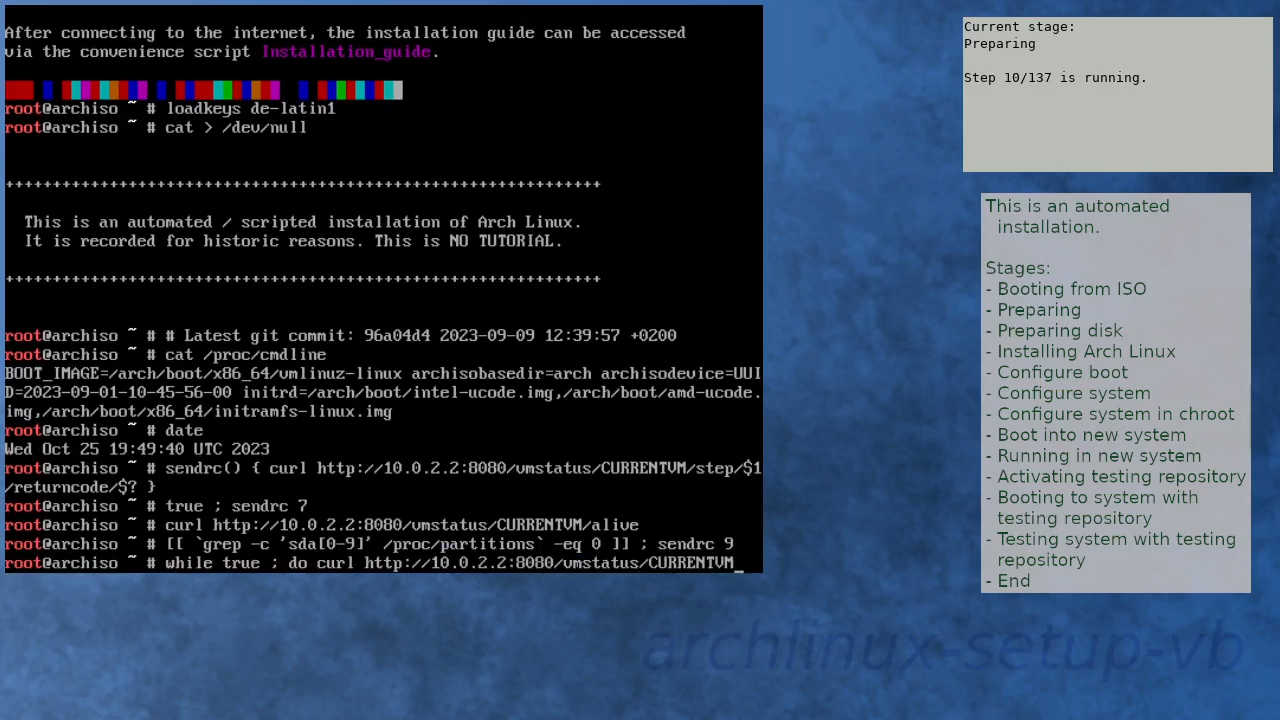 After connecting to the internet, the installation guide can be accessed
via the convenience script Installation_guide.
root@archiso ~ # loadkeys de-latin1
root@archiso ~ # cat > /dev/null
+++++++++++++++++++++++++++++++++++++++++++++++++++++++++++++++
This is an automated / scripted installation of Arch Linux.
It is recorded for historic reasons. This is NO TUTORIAL.
+++++++++++++++++++++++++++++++++++++++++++++++++++++++++++++++
root@archiso ~ # # Latest git commit: 96a04d4 2023-09-09 12:39:57 +0200
root@archiso ~ # cat /proc/cmdline
BOOT_IMAGE=/arch/boot/x86_64/vmlinuz-linux archisobasedir=arch archisodevice=UUI
D=2023-09-01-10-45-56-00 initrd=/arch/boot/intel-ucode.img,/arch/boot/amd-ucode.
img,/arch/boot/x86_64/initramfs-linux.img
root@archiso ~ # date
Wed Oct 25 19:49:40 UTC 2023
root@archiso ~ # sendrc() { curl http://10.0.2.2:8080/vmstatus/CURRENTVM/step/$1
/returncode/$? }
root@archiso ~ # true ; sendrc 7
root@archiso ~ # curl http://10.0.2.2:8080/vmstatus/CURRENTVM/alive
root@archiso ~ # [[ `grep -c 'sda[0-9]' /proc/partitions` -eq 0 ]] ; sendrc 9
root@archiso ~ # while true ; do curl http://10.0.2.2:8080/vmstatus/CURRENTVM_
Current stage:
Preparing
Step 10/137 is running.
This is an automated
installation.
Stages:
- Booting from ISO
- Preparing
- Preparing disk
- Installing Arch Linux
- Configure boot
- Configure system
- Configure system in chroot
- Boot into new system
- Running in new system
- Activating testing repository
- Booting to system with
testing repository
- Testing system with testing
repository
- End
archlinux-setup-vb